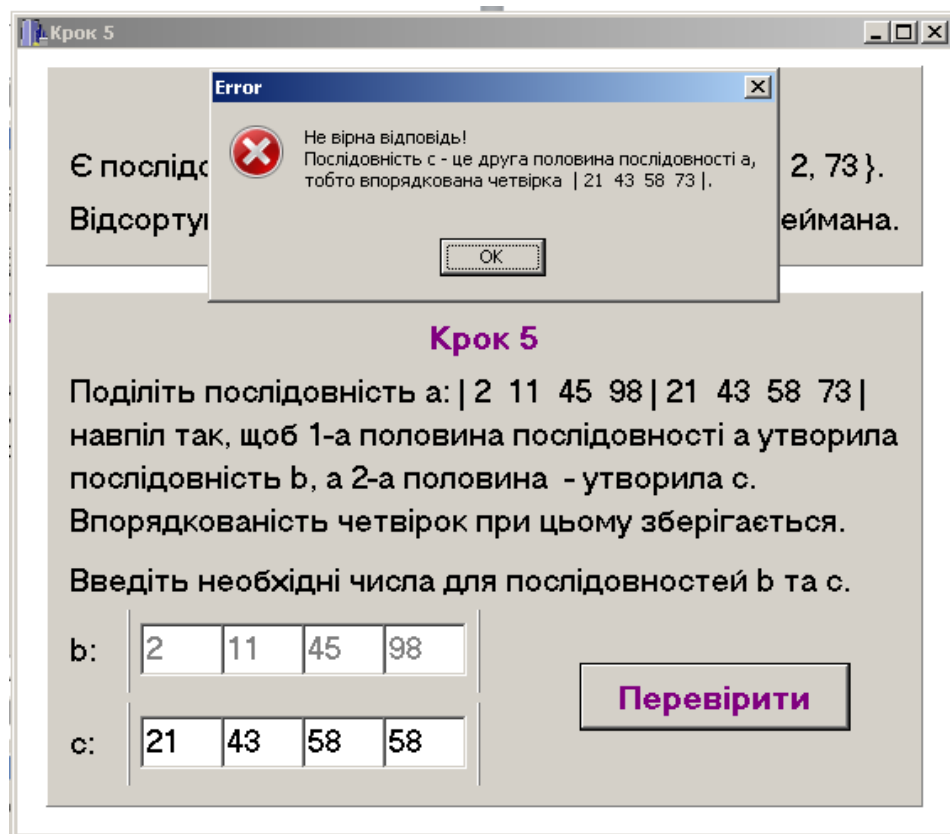 Крок 5
Error
Не вірна відповідь!
Послідовність c - це друга половина послідовності a,
тобто впорядкована четвірка | 21 43 58 73 |.
OK
Є 2, 73 }.
1-а половина послідовності
Крок 5
Поділіть послідовність a: | 2 11 45 98 | 21 43 58 73 |
навпіл так, щоб 1-а половина послідовності a утворила
послідовність b, а 2-а половина - утворила c.
Впорядкованість четвірок при цьому зберігається.
Введіть необхідні числа для послідовностей b та c.
b: 2 11 45 98
Перевірити
c: 21 43 58 58